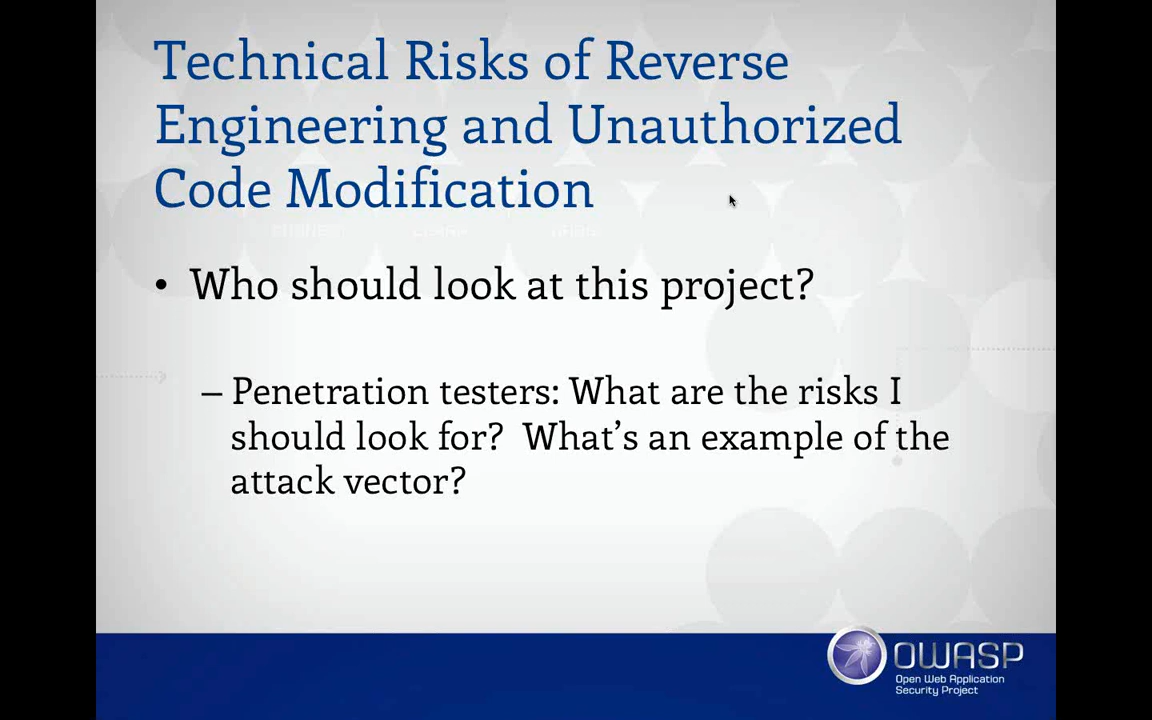 Technical Risks of Reverse
Engineering and Unauthorized
Code Modification
• Who should look at this project?
– Penetration testers: What are the risks I
should look for?  What’s an example of the
attack vector?
OWASP
Open Web Application
Security Project